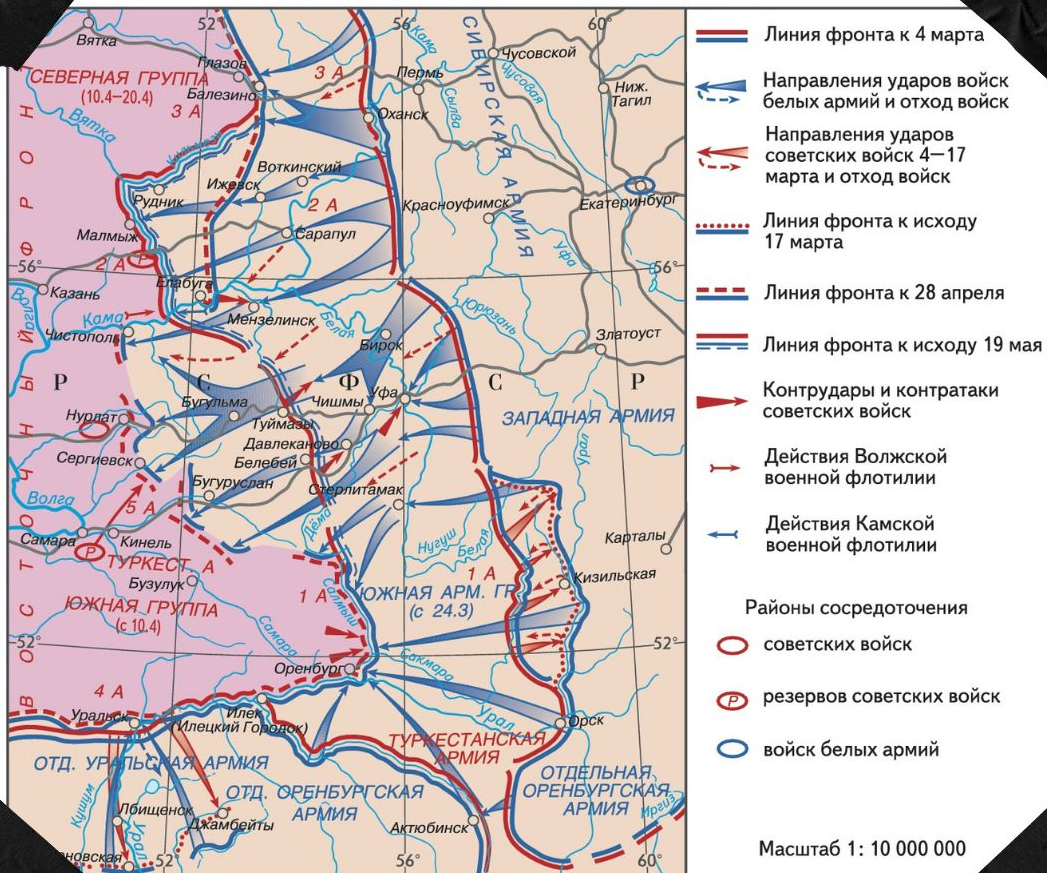 52°
56°
60°
Вятка
Глазов
СЕВЕРНАЯ ГРУППА
(10.4–20.4)
Балезино
3 А
3 А
Кама
Пермь
Чусовской
Чусовая
Сылва
Ниж.
Тагил
Оханск
СИБИРСКАЯ АРМИЯ
Вятка
Воткинский
Ижевск
Рудник
2 А
Красноуфимск
Екатеринбург
Малмыж
Сарапул
Уфа
2 А
Р
56°
56°
Казань
Елабуга
Мензелинск
Белая
Юрюзань
Кама
Чистополь
Бирск
Златоуст
Р С Ф С Р
Бугульма
Чишмы
Уфа
Нурлат
Туймазы
ЗАПАДНАЯ АРМИЯ
Давлеканово
Белебей
Сергиевск
Урал
Бугуруслан
Стерлитамак
Волга
5 А
Дёма
Самара
Кинель
Р
Нугуш
Белая
Карталы
ТУРКЕСТ. А
Бузулук
1 А
Кизильская
1 А
ЮЖНАЯ АРМ. ГР.
(с 24.3)
ЮЖНАЯ ГРУППА
(с 10.4)
Салмыш
Самара
52°
52°
Оренбург
Сакмара
4 А
Уральск
Илек
(Илецкий Городок)
Урал
Орск
ТУРКЕСТАНСКАЯ
АРМИЯ
ОТД. УРАЛЬСКАЯ АРМИЯ
ОТД. ОРЕНБУРГСКАЯ
АРМИЯ
ОТДЕЛЬНАЯ
ОРЕНБУРГСКАЯ
АРМИЯ
Кушум
Лбищенск
Джамбейты
Урал
Актюбинск
Иргиз
52°
56°
60°
ВОСТОЧНЫЙ ФРОНТ
Линия фронта к 4 марта
Направления ударов войск
белых армий и отход войск
Направления ударов
советских войск 4–17
марта и отход войск
Линия фронта к исходу
17 марта
Линия фронта к 28 апреля
Линия фронта к исходу 19 мая
Контрудары и контратаки
советских войск
Действия Волжской
военной флотилии
Действия Камской
военной флотилии
Районы сосредоточения
советских войск
Р
резервов советских войск
войск белых армий
Масштаб 1: 10 000 000